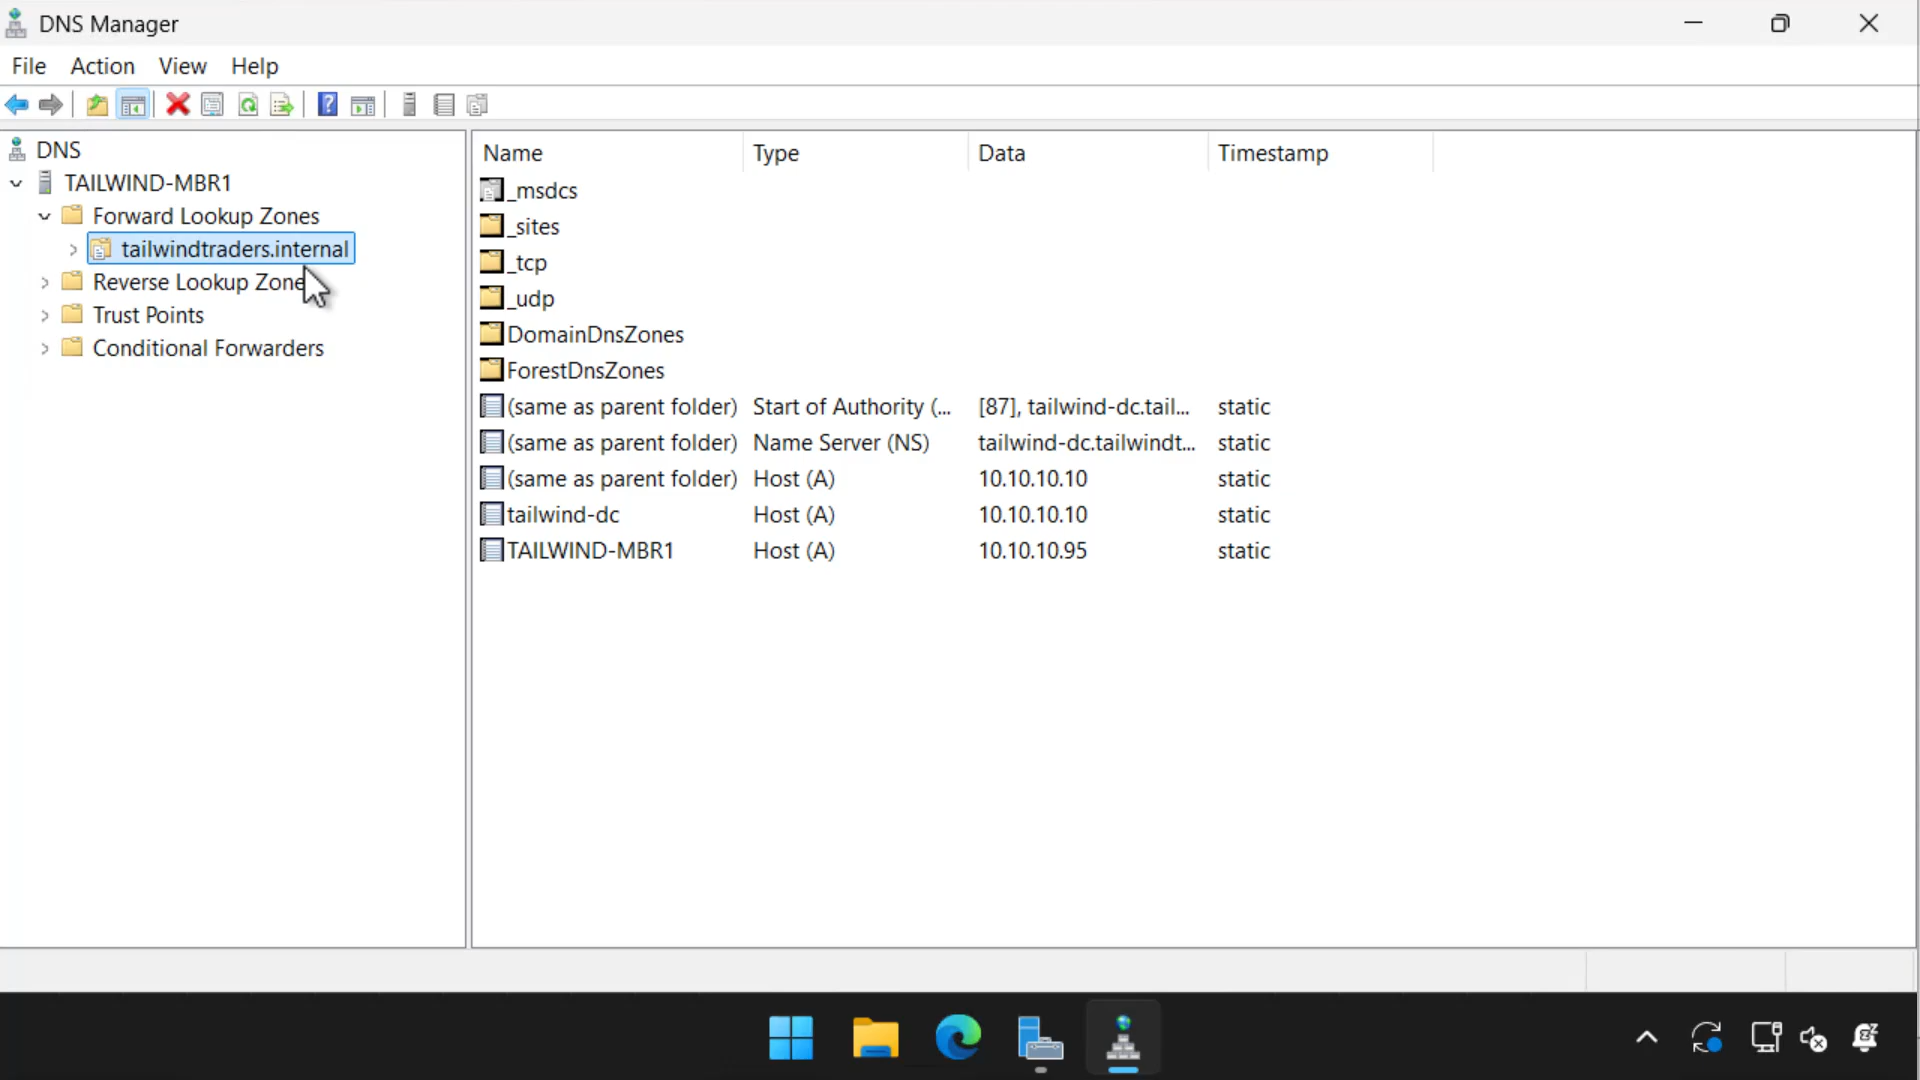 DNS Manager
File Action View Help
DNS
TAILWIND-MBR1
Forward Lookup Zones
tailwindtraders.internal
Reverse Lookup Zone
Trust Points
Conditional Forwarders
Name Type Data Timestamp
_msdcs
_sites
_tcp
_udp
DomainDnsZones
ForestDnsZones
(same as parent folder) Start of Authority (... [87], tailwind-dc.tail... static
(same as parent folder) Name Server (NS) tailwind-dc.tailwindt... static
(same as parent folder) Host (A) 10.10.10.10 static
tailwind-dc Host (A) 10.10.10.10 static
TAILWIND-MBR1 Host (A) 10.10.10.95 static